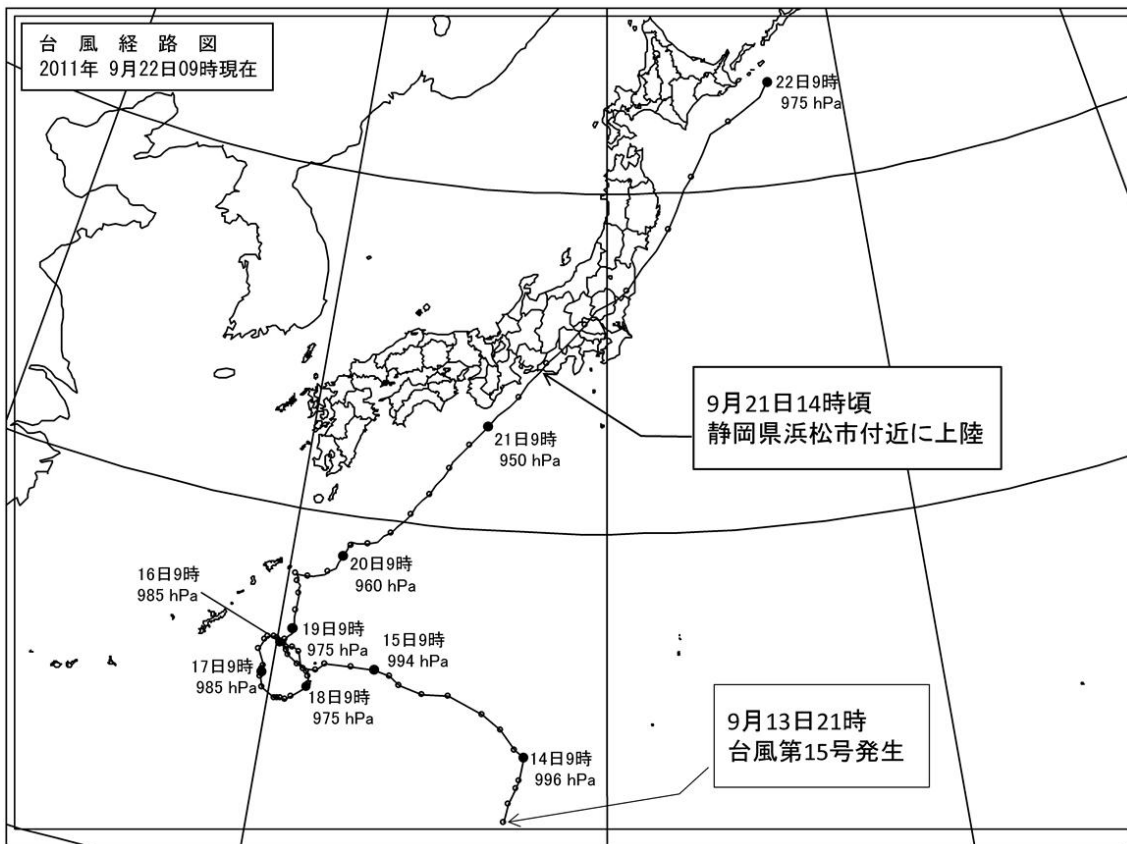 台 風 経 路 図
2011年 9月22日09時現在
22日9時
975 hPa
9月21日14時頃
静岡県浜松市付近に上陸
21日9時
950 hPa
20日9時
960 hPa
16日9時
985 hPa
19日9時
975 hPa
15日9時
994 hPa
17日9時
985 hPa
18日9時
975 hPa
9月13日21時
台風第15号発生
14日9時
996 hPa